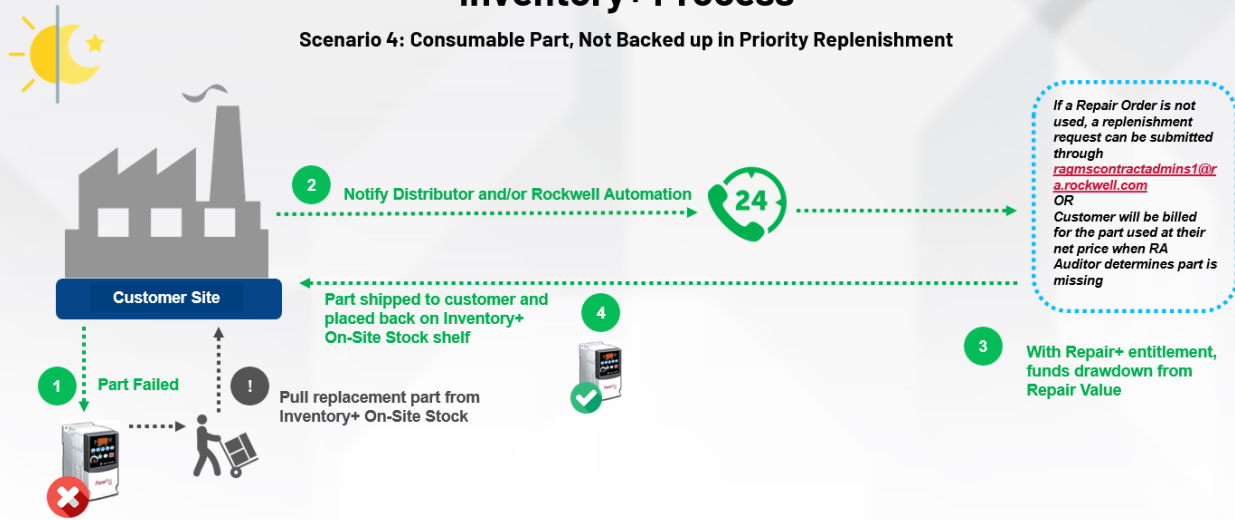 Inventory+ Process
Scenario 4: Consumable Part, Not Backed up in Priority Replenishment
If a Repair Order is not
used, a replenishment
request can be submitted
through
ragmscontractadmins1@r
a.rockwell.com
OR
Customer will be billed
for the part used at their
net price when RA
Auditor determines part is
missing
2
Notify Distributor and/or Rockwell Automation
24
Customer Site
Part shipped to customer and
placed back on Inventory+
On-Site Stock shelf
4
3
With Repair+ entitlement,
funds drawdown from
Repair Value
1
Part Failed
!
Pull replacement part from
Inventory+ On-Site Stock